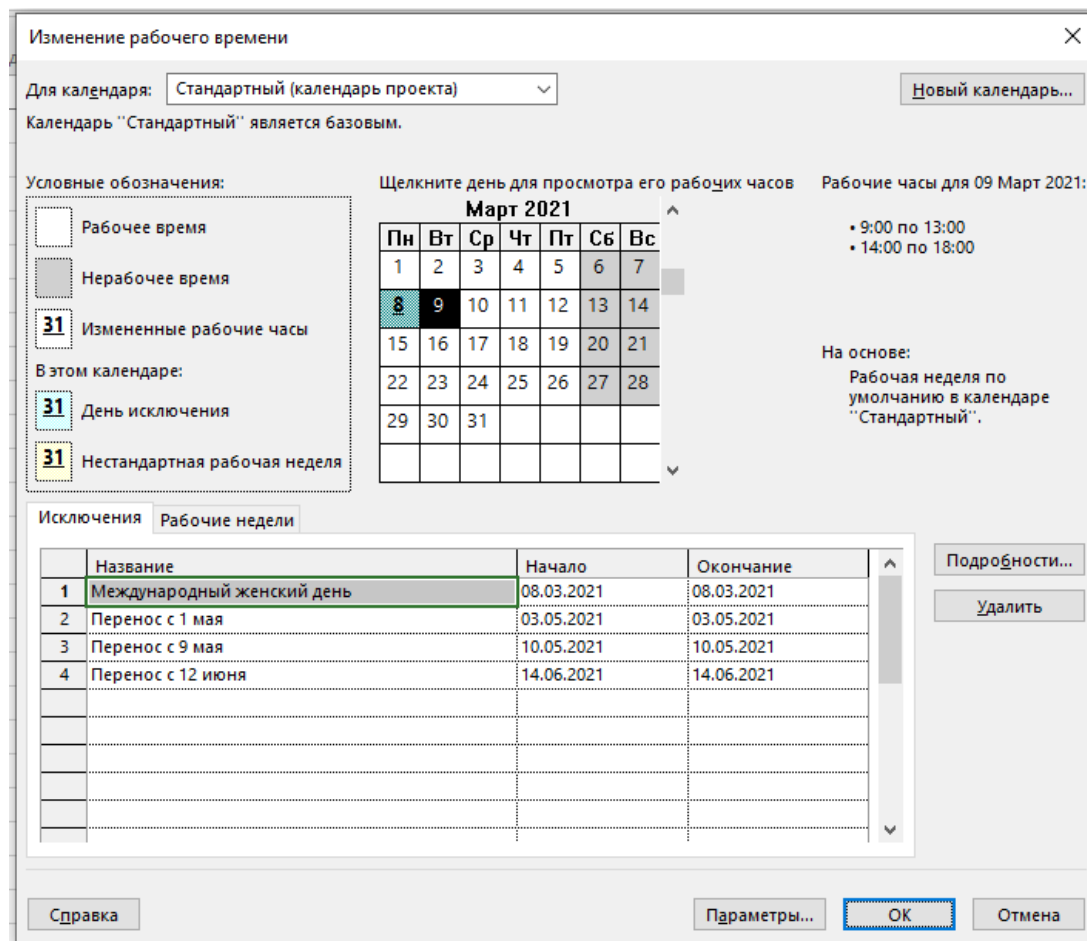 Изменение рабочего времени
Для календаря: Стандартный (календарь проекта) Новый календарь...
Календарь "Стандартный" является базовым.
Условные обозначения:
Рабочее время
Нерабочее время
31 Измененные рабочие часы
В этом календаре:
31 День исключения
31 Нестандартная рабочая неделя
Щелкните день для просмотра его рабочих часов
Март 2021
Пн Вт Ср Чт Пт Сб Вс
1 2 3 4 5 6 7
8 9 10 11 12 13 14
15 16 17 18 19 20 21
22 23 24 25 26 27 28
29 30 31
Рабочие часы для 09 Март 2021:
• 9:00 по 13:00
• 14:00 по 18:00
На основе:
Рабочая неделя по
умолчанию в календаре
"Стандартный".
Исключения Рабочие недели
Название Начало Окончание
1 Международный женский день 08.03.2021 08.03.2021
2 Перенос с 1 мая 03.05.2021 03.05.2021
3 Перенос с 9 мая 10.05.2021 10.05.2021
4 Перенос с 12 июня 14.06.2021 14.06.2021
Подробности...
Удалить
Справка Параметры... ОК Отмена